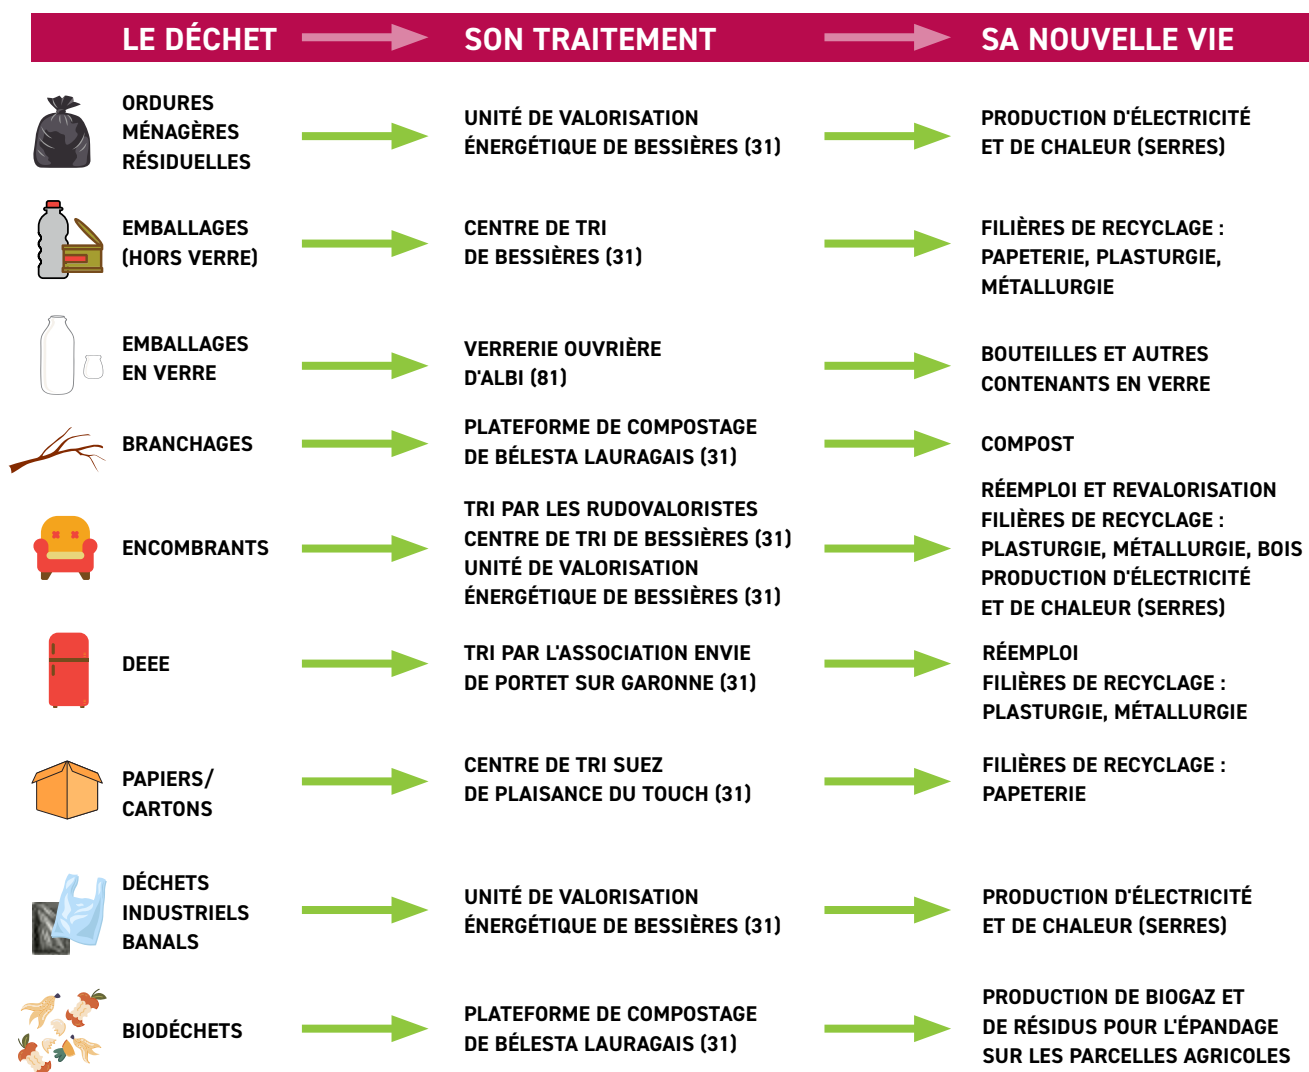 LE DÉCHET SON TRAITEMENT SA NOUVELLE VIE
ORDURES
MÉNAGÈRES
RÉSIDUELLES
UNITÉ DE VALORISATION
ÉNERGÉTIQUE DE BESSIÈRES (31)
PRODUCTION D'ÉLECTRICITÉ
ET DE CHALEUR (SERRES)
EMBALLAGES
(HORS VERRE)
CENTRE DE TRI
DE BESSIÈRES (31)
FILIÈRES DE RECYCLAGE :
PAPETERIE, PLASTURGIE,
MÉTALLURGIE
EMBALLAGES
EN VERRE
VERRERIE OUVRIÈRE
D'ALBI (81)
BOUTEILLES ET AUTRES
CONTENANTS EN VERRE
BRANCHAGES
PLATEFORME DE COMPOSTAGE
DE BÉLESTA LAURAGAIS (31)
COMPOST
ENCOMBRANTS
TRI PAR LES RUDOVALORISTES
CENTRE DE TRI DE BESSIÈRES (31)
UNITÉ DE VALORISATION
ÉNERGÉTIQUE DE BESSIÈRES (31)
RÉEMPLOI ET REVALORISATION
FILIÈRES DE RECYCLAGE :
PLASTURGIE, MÉTALLURGIE, BOIS
PRODUCTION D'ÉLECTRICITÉ
ET DE CHALEUR (SERRES)
DEEE
TRI PAR L'ASSOCIATION ENVIE
DE PORTET SUR GARONNE (31)
RÉEMPLOI
FILIÈRES DE RECYCLAGE :
PLASTURGIE, MÉTALLURGIE
PAPIERS/
CARTONS
CENTRE DE TRI SUEZ
DE PLAISANCE DU TOUCH (31)
FILIÈRES DE RECYCLAGE :
PAPETERIE
DÉCHETS
INDUSTRIELS
BANALS
UNITÉ DE VALORISATION
ÉNERGÉTIQUE DE BESSIÈRES (31)
PRODUCTION D'ÉLECTRICITÉ
ET DE CHALEUR (SERRES)
BIODÉCHETS
PLATEFORME DE COMPOSTAGE
DE BÉLESTA LAURAGAIS (31)
PRODUCTION DE BIOGAZ ET
DE RÉSIDUS POUR L'ÉPANDAGE
SUR LES PARCELLES AGRICOLES